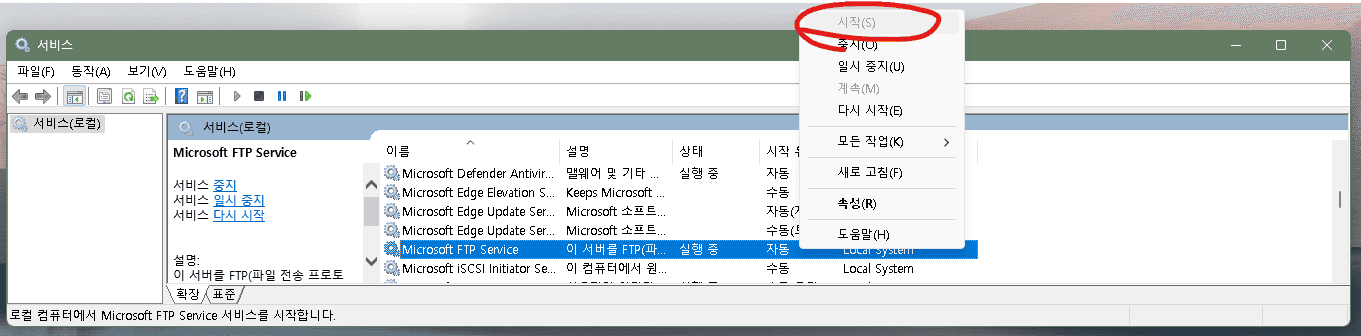 서비스
파일(F) 동작(A) 보기(V) 도움말(H)
서비스(로컬)
서비스(로컬)
Microsoft FTP Service
서비스 중지
서비스 일시 중지
서비스 다시 시작
설명:
이 서버를 FTP(파일 전송 프로토
이름 설명 상태 시작 유
Microsoft Defender Antivir... 맬웨어 및 기타 ... 실행 중 자동
Microsoft Edge Elevation S... Keeps Microsoft ... 수동
Microsoft Edge Update Ser... Microsoft 소프트... 자동(지
Microsoft Edge Update Ser... Microsoft 소프트... 수동(트
Microsoft FTP Service 이 서버를 FTP(파... 실행 중 자동 Local System
Microsoft iSCSI Initiator Se... 이 컴퓨터에서 원... 수동 Local System
시작(S)
중지(O)
일시 중지(U)
계속(M)
다시 시작(E)
모든 작업(K)
새로 고침(F)
속성(R)
도움말(H)
확장 표준
로컬 컴퓨터에서 Microsoft FTP Service 서비스를 시작합니다.